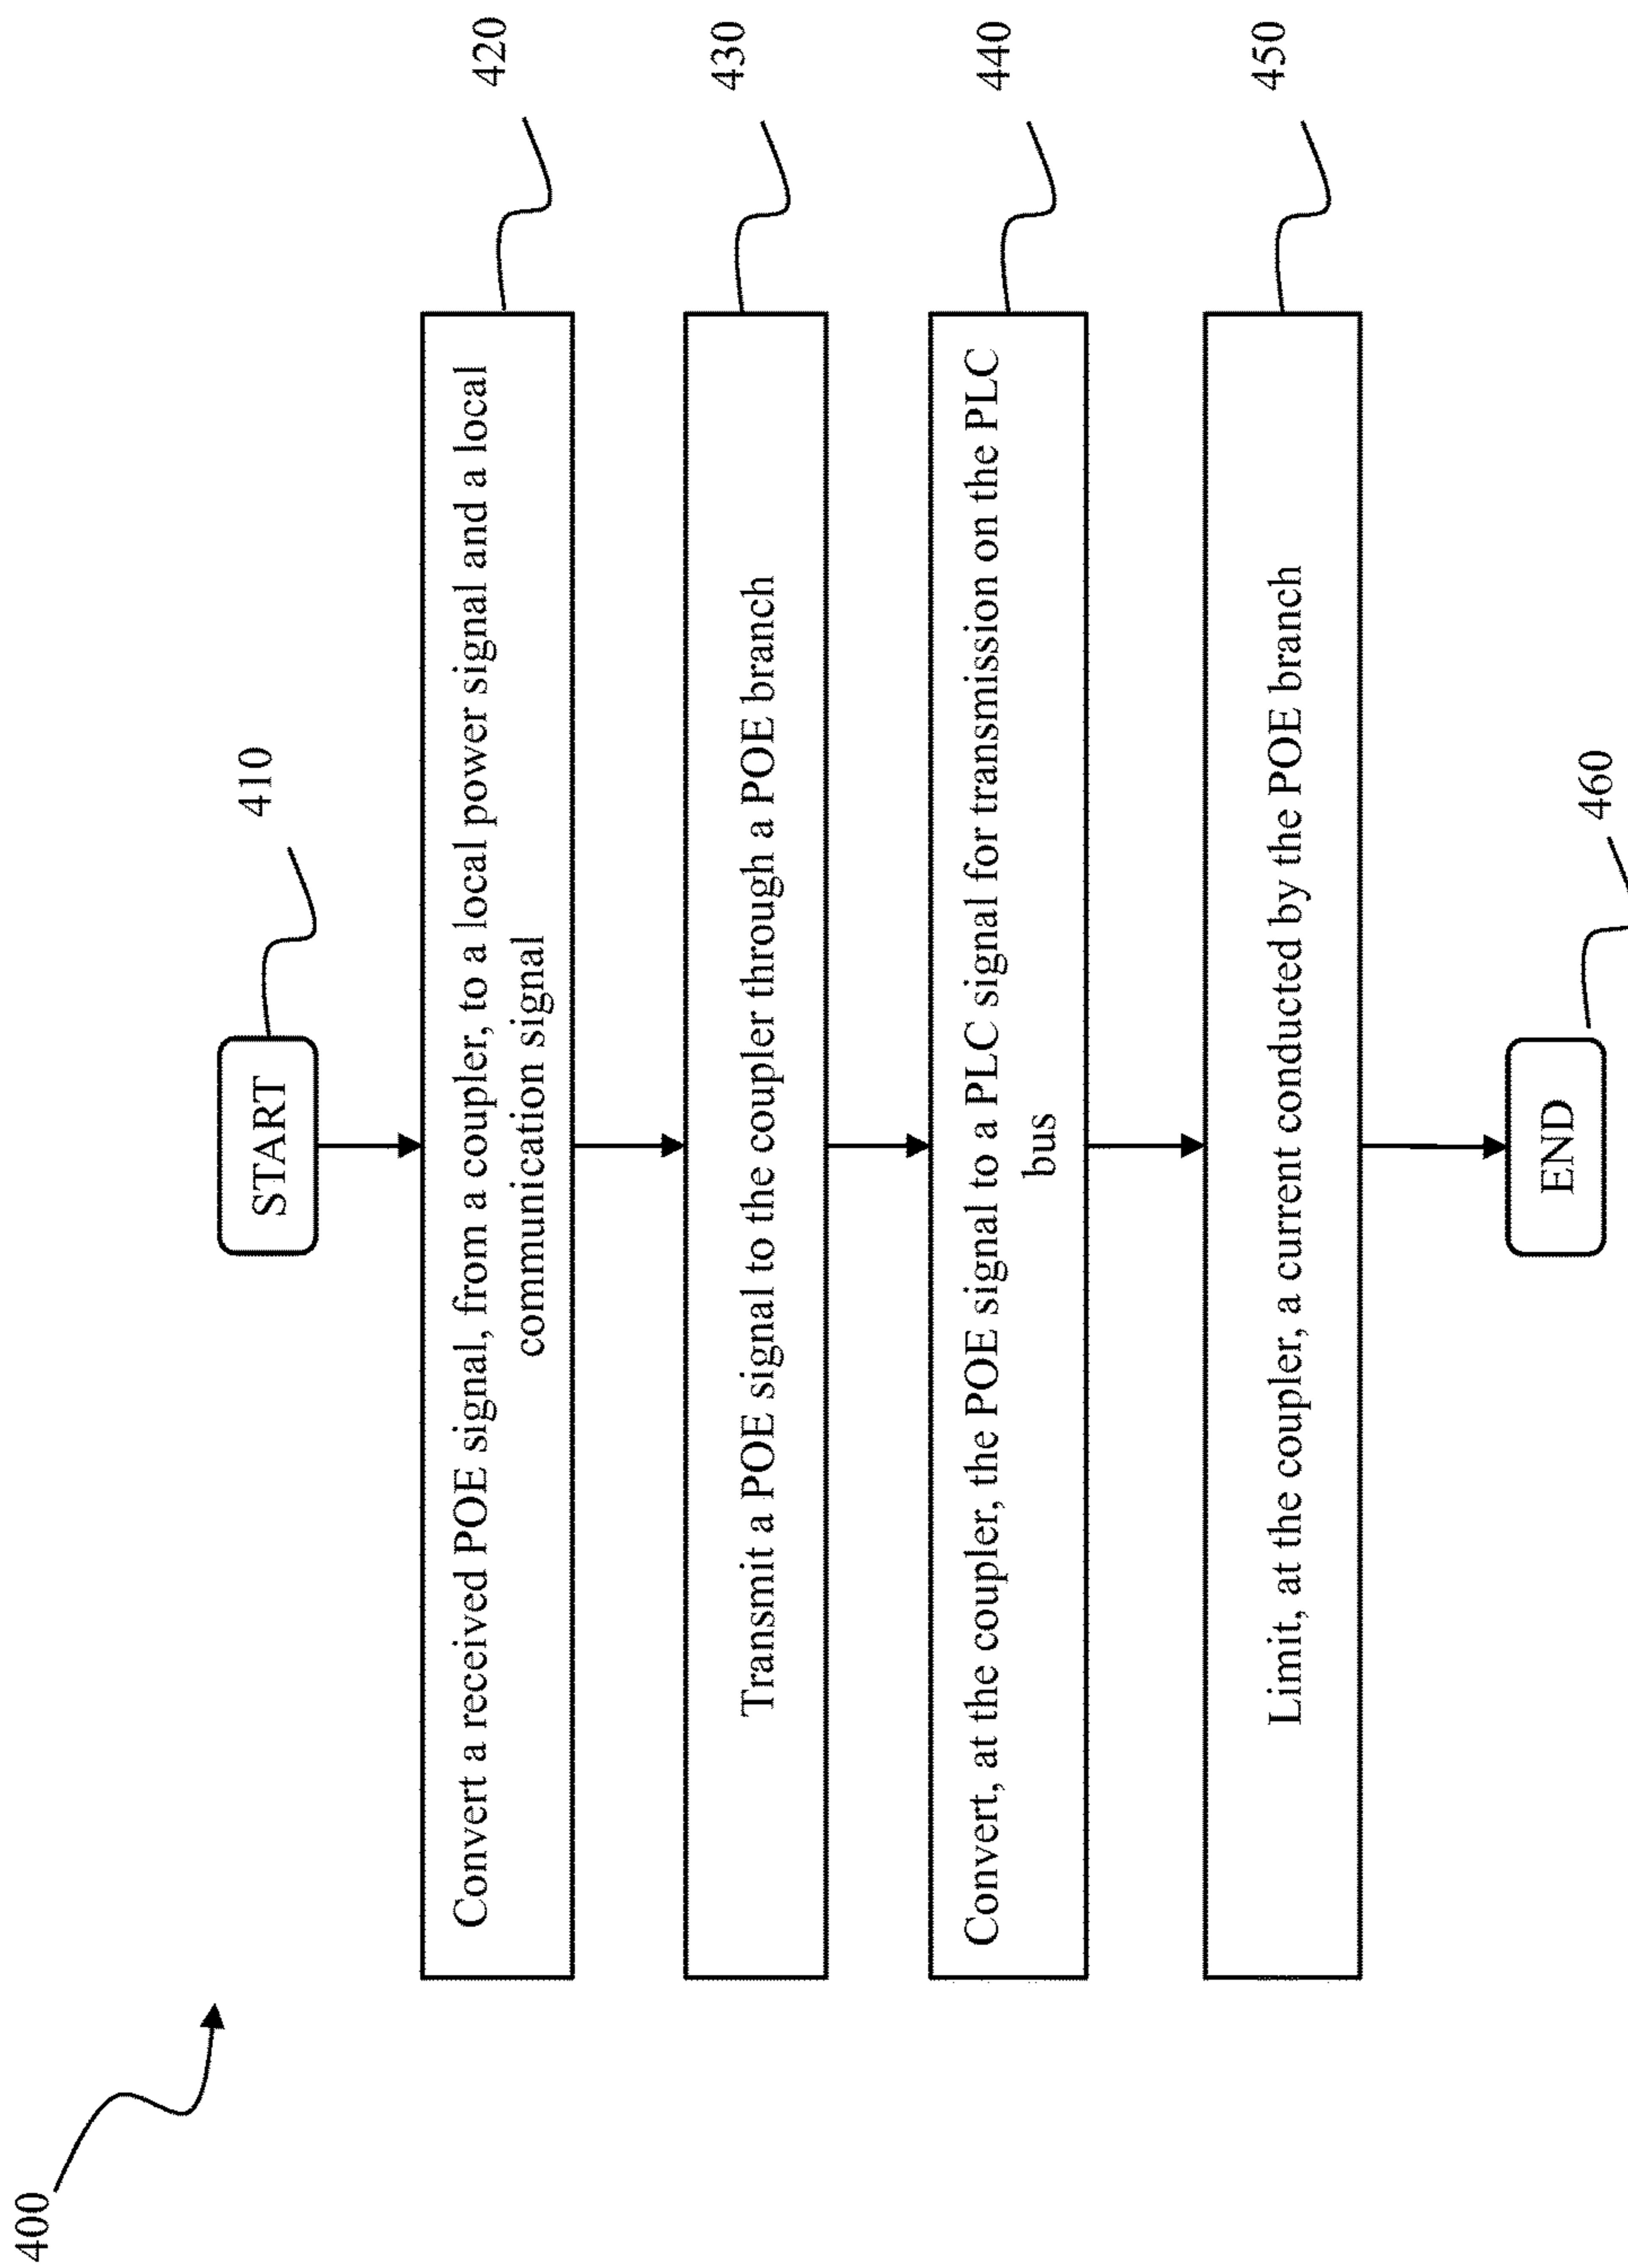 400
START
410
Convert a received POE signal, from a coupler, to a local power signal and a local
communication signal
420
Transmit a POE signal to the coupler through a POE branch
430
Convert, at the coupler, the POE signal to a PLC signal for transmission on the PLC
bus
440
Limit, at the coupler, a current conducted by the POE branch
450
END
460